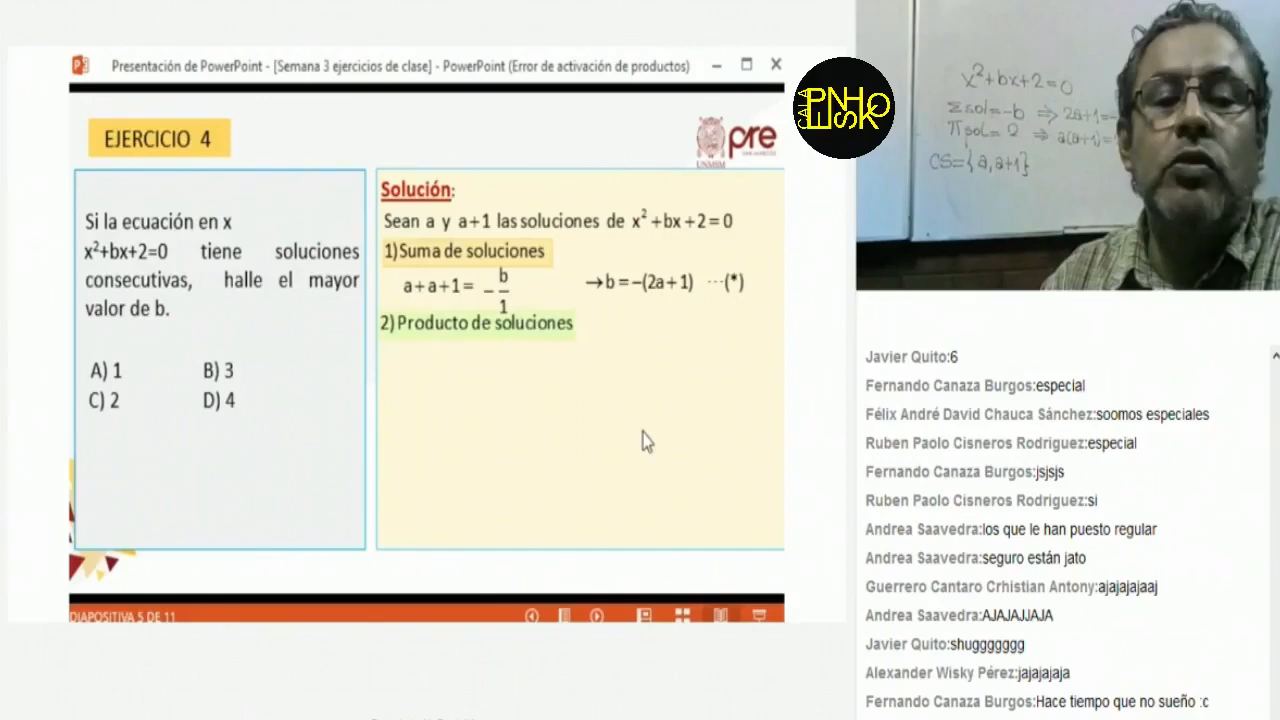 Presentación de PowerPoint - [Semana 3 ejercicios de clase] - PowerPoint (Error de activación de productos)
EJERCICIO 4
UNMSM
pre
Si la ecuación en x
x²+bx+2=0 tiene soluciones
consecutivas, halle el mayor
valor de b.
A) 1 B) 3
C) 2 D) 4
Solución:
Sean a y a+1 las soluciones de x² +bx +2=0
1)Suma de soluciones
a+a+1= -b/1 →b=-(2a+1) ...(*)
2) Producto de soluciones
DIAPOSITIVA 5 DE 11
x²+bx+2=0
Σsol=-b ⇒ 2a+1=-
πsol= 2 ⇒ a(a+1)=
CS={a, a+1}
Javier Quito:6
Fernando Canaza Burgos:especial
Félix André David Chauca Sánchez:soomos especiales
Ruben Paolo Cisneros Rodriguez:especial
Fernando Canaza Burgos:jsjsjs
Ruben Paolo Cisneros Rodriguez:si
Andrea Saavedra:los que le han puesto regular
Andrea Saavedra:seguro están jato
Guerrero Cantaro Crhistian Antony:ajajajajaaj
Andrea Saavedra:AJAJAJJAJA
Javier Quito:shuggggggg
Alexander Wisky Pérez:jajajajaja
Fernando Canaza Burgos:Hace tiempo que no sueño :c